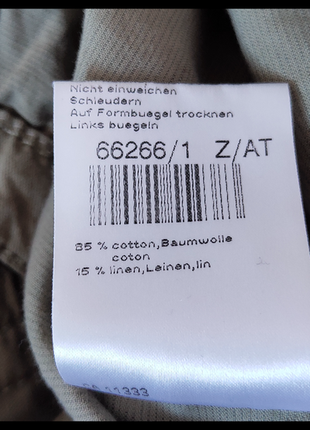 Nicht einweichen
Schleudern
Auf Formbuegel trocknen
Links buegeln
66266/1 Z/AT
85 % cotton,Baumwolle
coton
15 % linen,Leinen,lin
11333